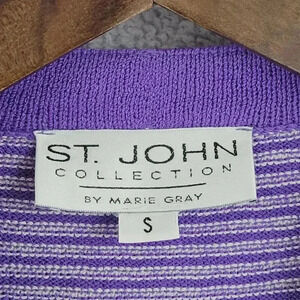 ST. JOHN
COLLECTION
BY MARIE GRAY
S